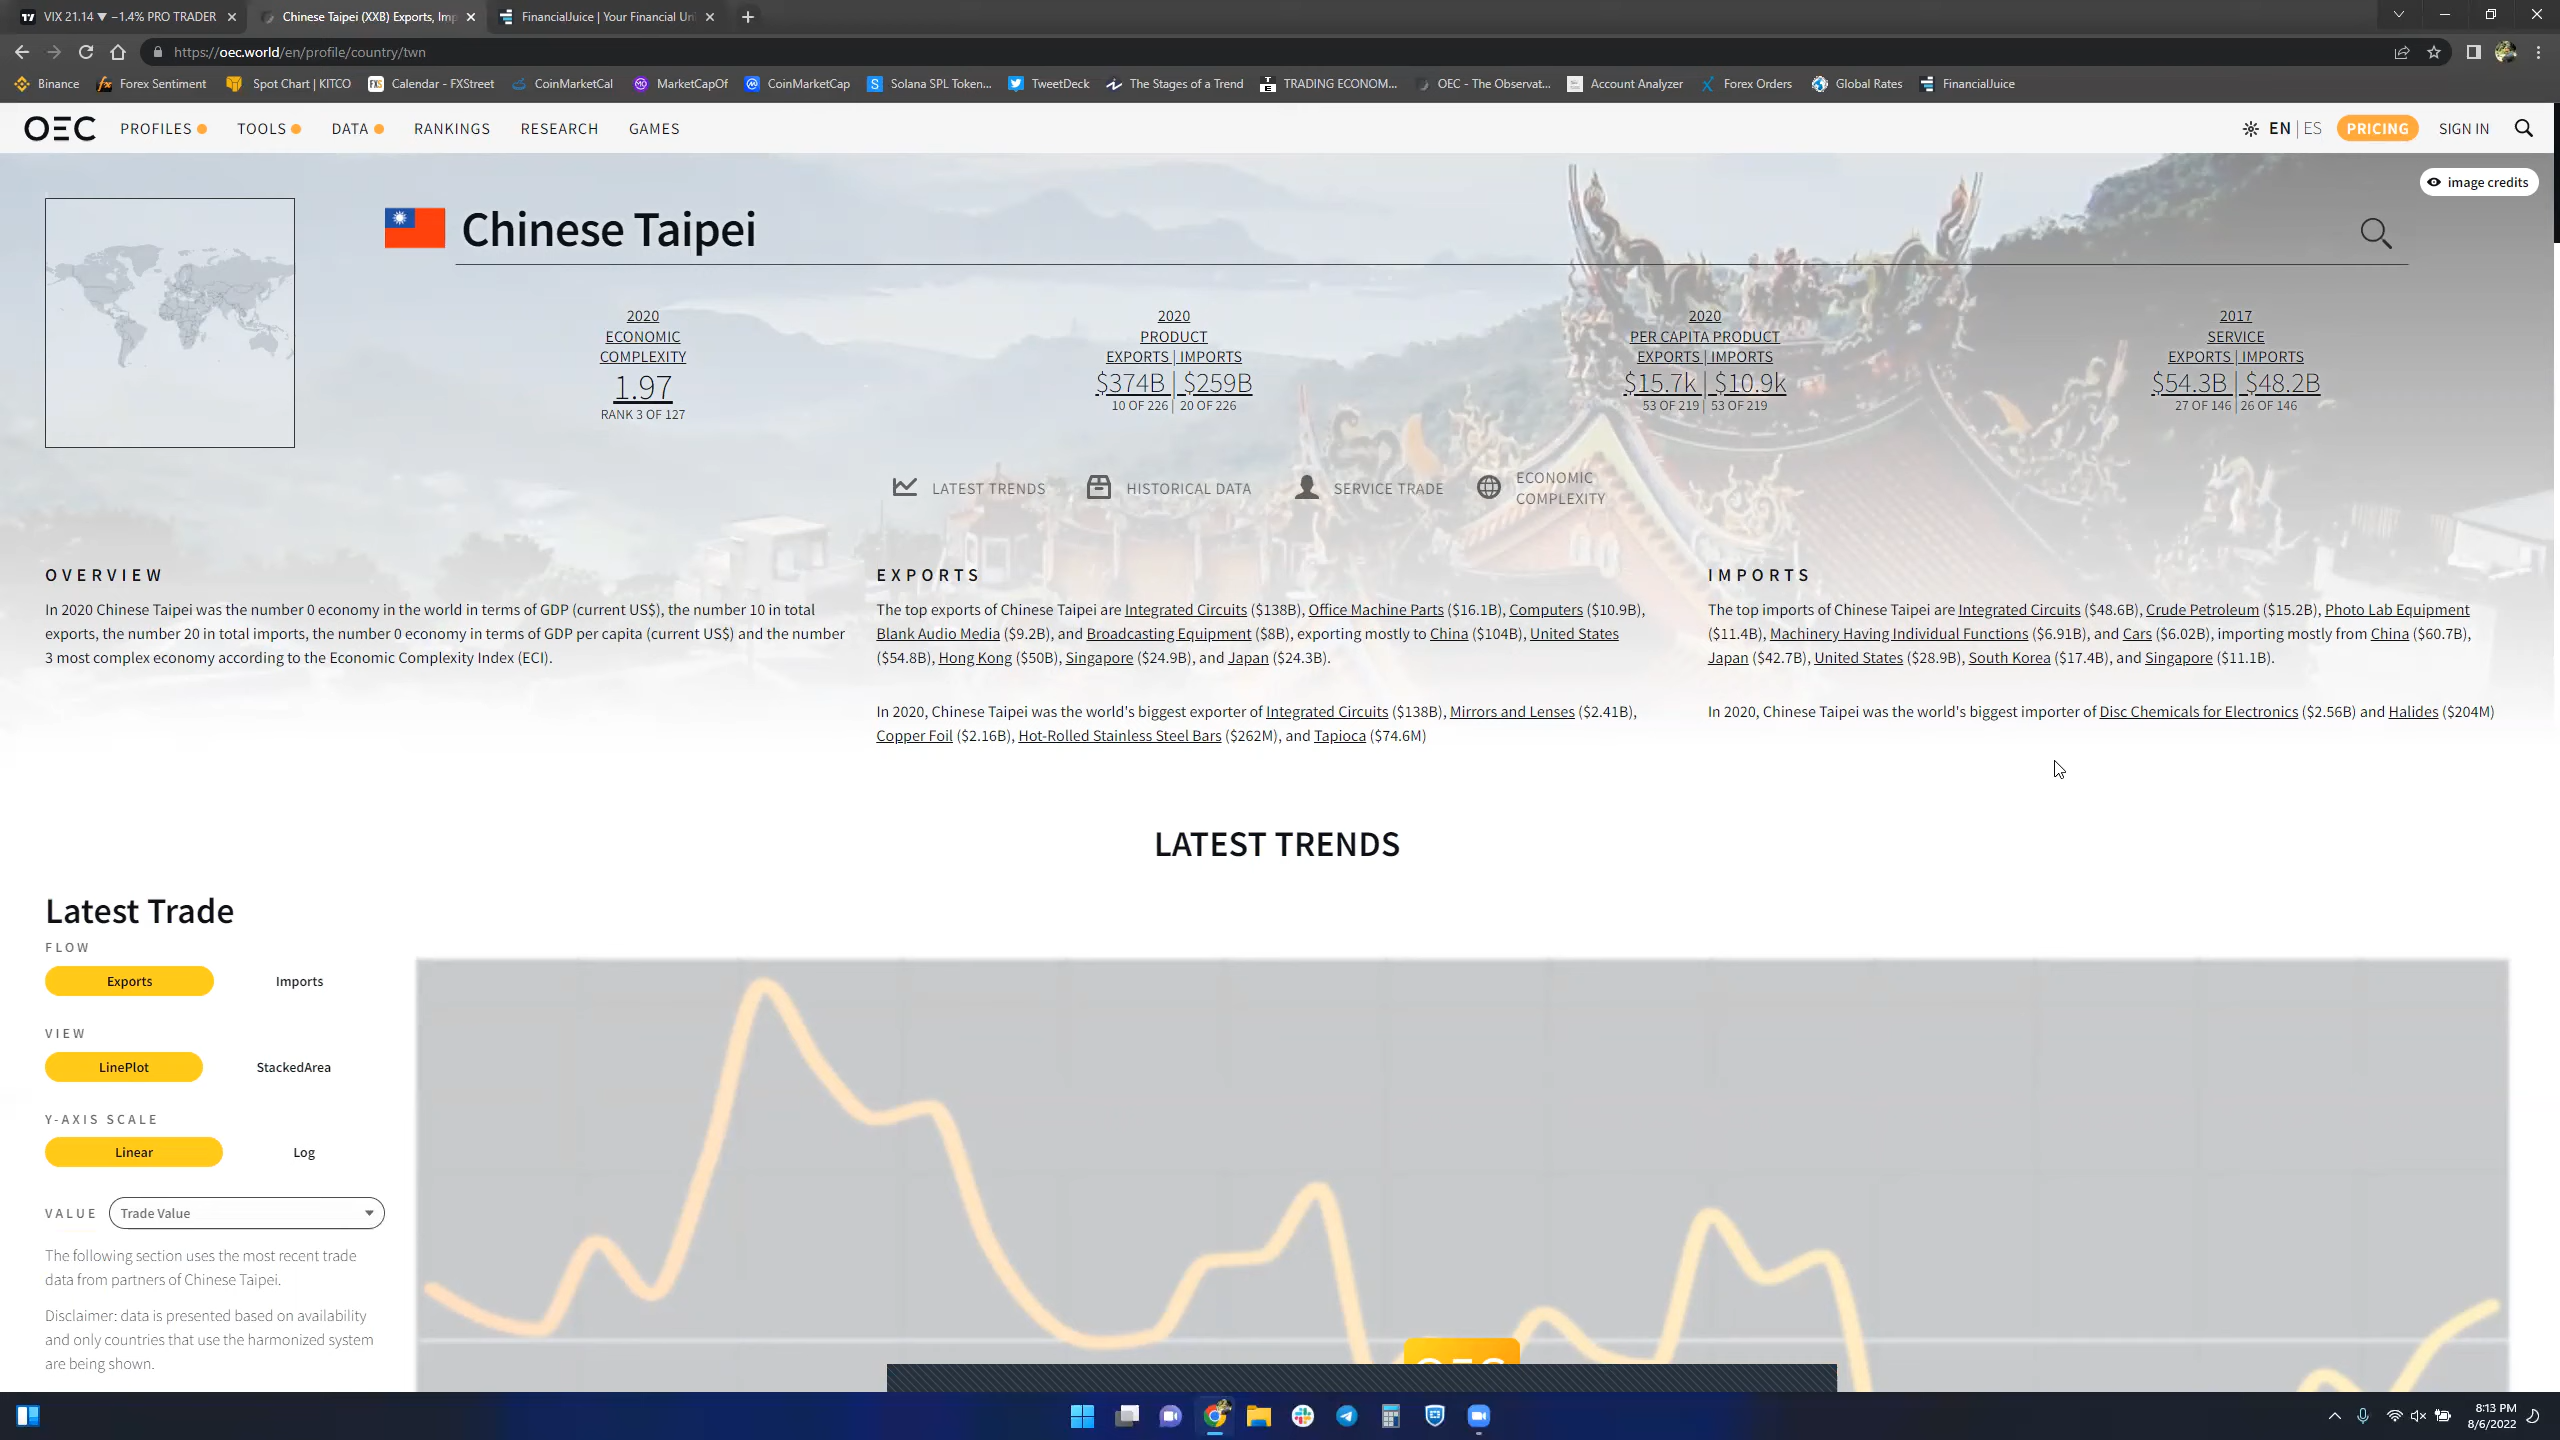 VIX 21.14 ▼ −1.4% PRO TRADER
Chinese Taipei (XXB) Exports, Imp
FinancialJuice | Your Financial Un
https://oec.world/en/profile/country/twn
Binance
Forex Sentiment
Spot Chart | KITCO
Calendar - FXStreet
CoinMarketCal
MarketCapOf
CoinMarketCap
Solana SPL Token...
TweetDeck
The Stages of a Trend
TRADING ECONOM...
OEC - The Observat...
Account Analyzer
Forex Orders
Global Rates
FinancialJuice
OEC PROFILES TOOLS DATA RANKINGS RESEARCH GAMES EN | ES PRICING SIGN IN
image credits
Chinese Taipei
2020
ECONOMIC
COMPLEXITY
1.97
RANK 3 OF 127
2020
PRODUCT
EXPORTS | IMPORTS
$374B | $259B
10 OF 226 | 20 OF 226
2020
PER CAPITA PRODUCT
EXPORTS | IMPORTS
$15.7k | $10.9k
53 OF 219 | 53 OF 219
2017
SERVICE
EXPORTS | IMPORTS
$54.3B | $48.2B
27 OF 146 | 26 OF 146
LATEST TRENDS
HISTORICAL DATA
SERVICE TRADE
ECONOMIC
COMPLEXITY
OVERVIEW
In 2020 Chinese Taipei was the number 0 economy in the world in terms of GDP (current US$), the number 10 in total
exports, the number 20 in total imports, the number 0 economy in terms of GDP per capita (current US$) and the number
3 most complex economy according to the Economic Complexity Index (ECI).
EXPORTS
The top exports of Chinese Taipei are Integrated Circuits ($138B), Office Machine Parts ($16.1B), Computers ($10.9B),
Blank Audio Media ($9.2B), and Broadcasting Equipment ($8B), exporting mostly to China ($104B), United States
($54.8B), Hong Kong ($50B), Singapore ($24.9B), and Japan ($24.3B).
In 2020, Chinese Taipei was the world's biggest exporter of Integrated Circuits ($138B), Mirrors and Lenses ($2.41B),
Copper Foil ($2.16B), Hot-Rolled Stainless Steel Bars ($262M), and Tapioca ($74.6M)
IMPORTS
The top imports of Chinese Taipei are Integrated Circuits ($48.6B), Crude Petroleum ($15.2B), Photo Lab Equipment
($11.4B), Machinery Having Individual Functions ($6.91B), and Cars ($6.02B), importing mostly from China ($60.7B),
Japan ($42.7B), United States ($28.9B), South Korea ($17.4B), and Singapore ($11.1B).
In 2020, Chinese Taipei was the world's biggest importer of Disc Chemicals for Electronics ($2.56B) and Halides ($204M)
LATEST TRENDS
Latest Trade
FLOW
Exports Imports
VIEW
LinePlot StackedArea
Y-AXIS SCALE
Linear Log
VALUE Trade Value
The following section uses the most recent trade
data from partners of Chinese Taipei.
Disclaimer: data is presented based on availability
and only countries that use the harmonized system
are being shown.
8:13 PM
8/6/2022